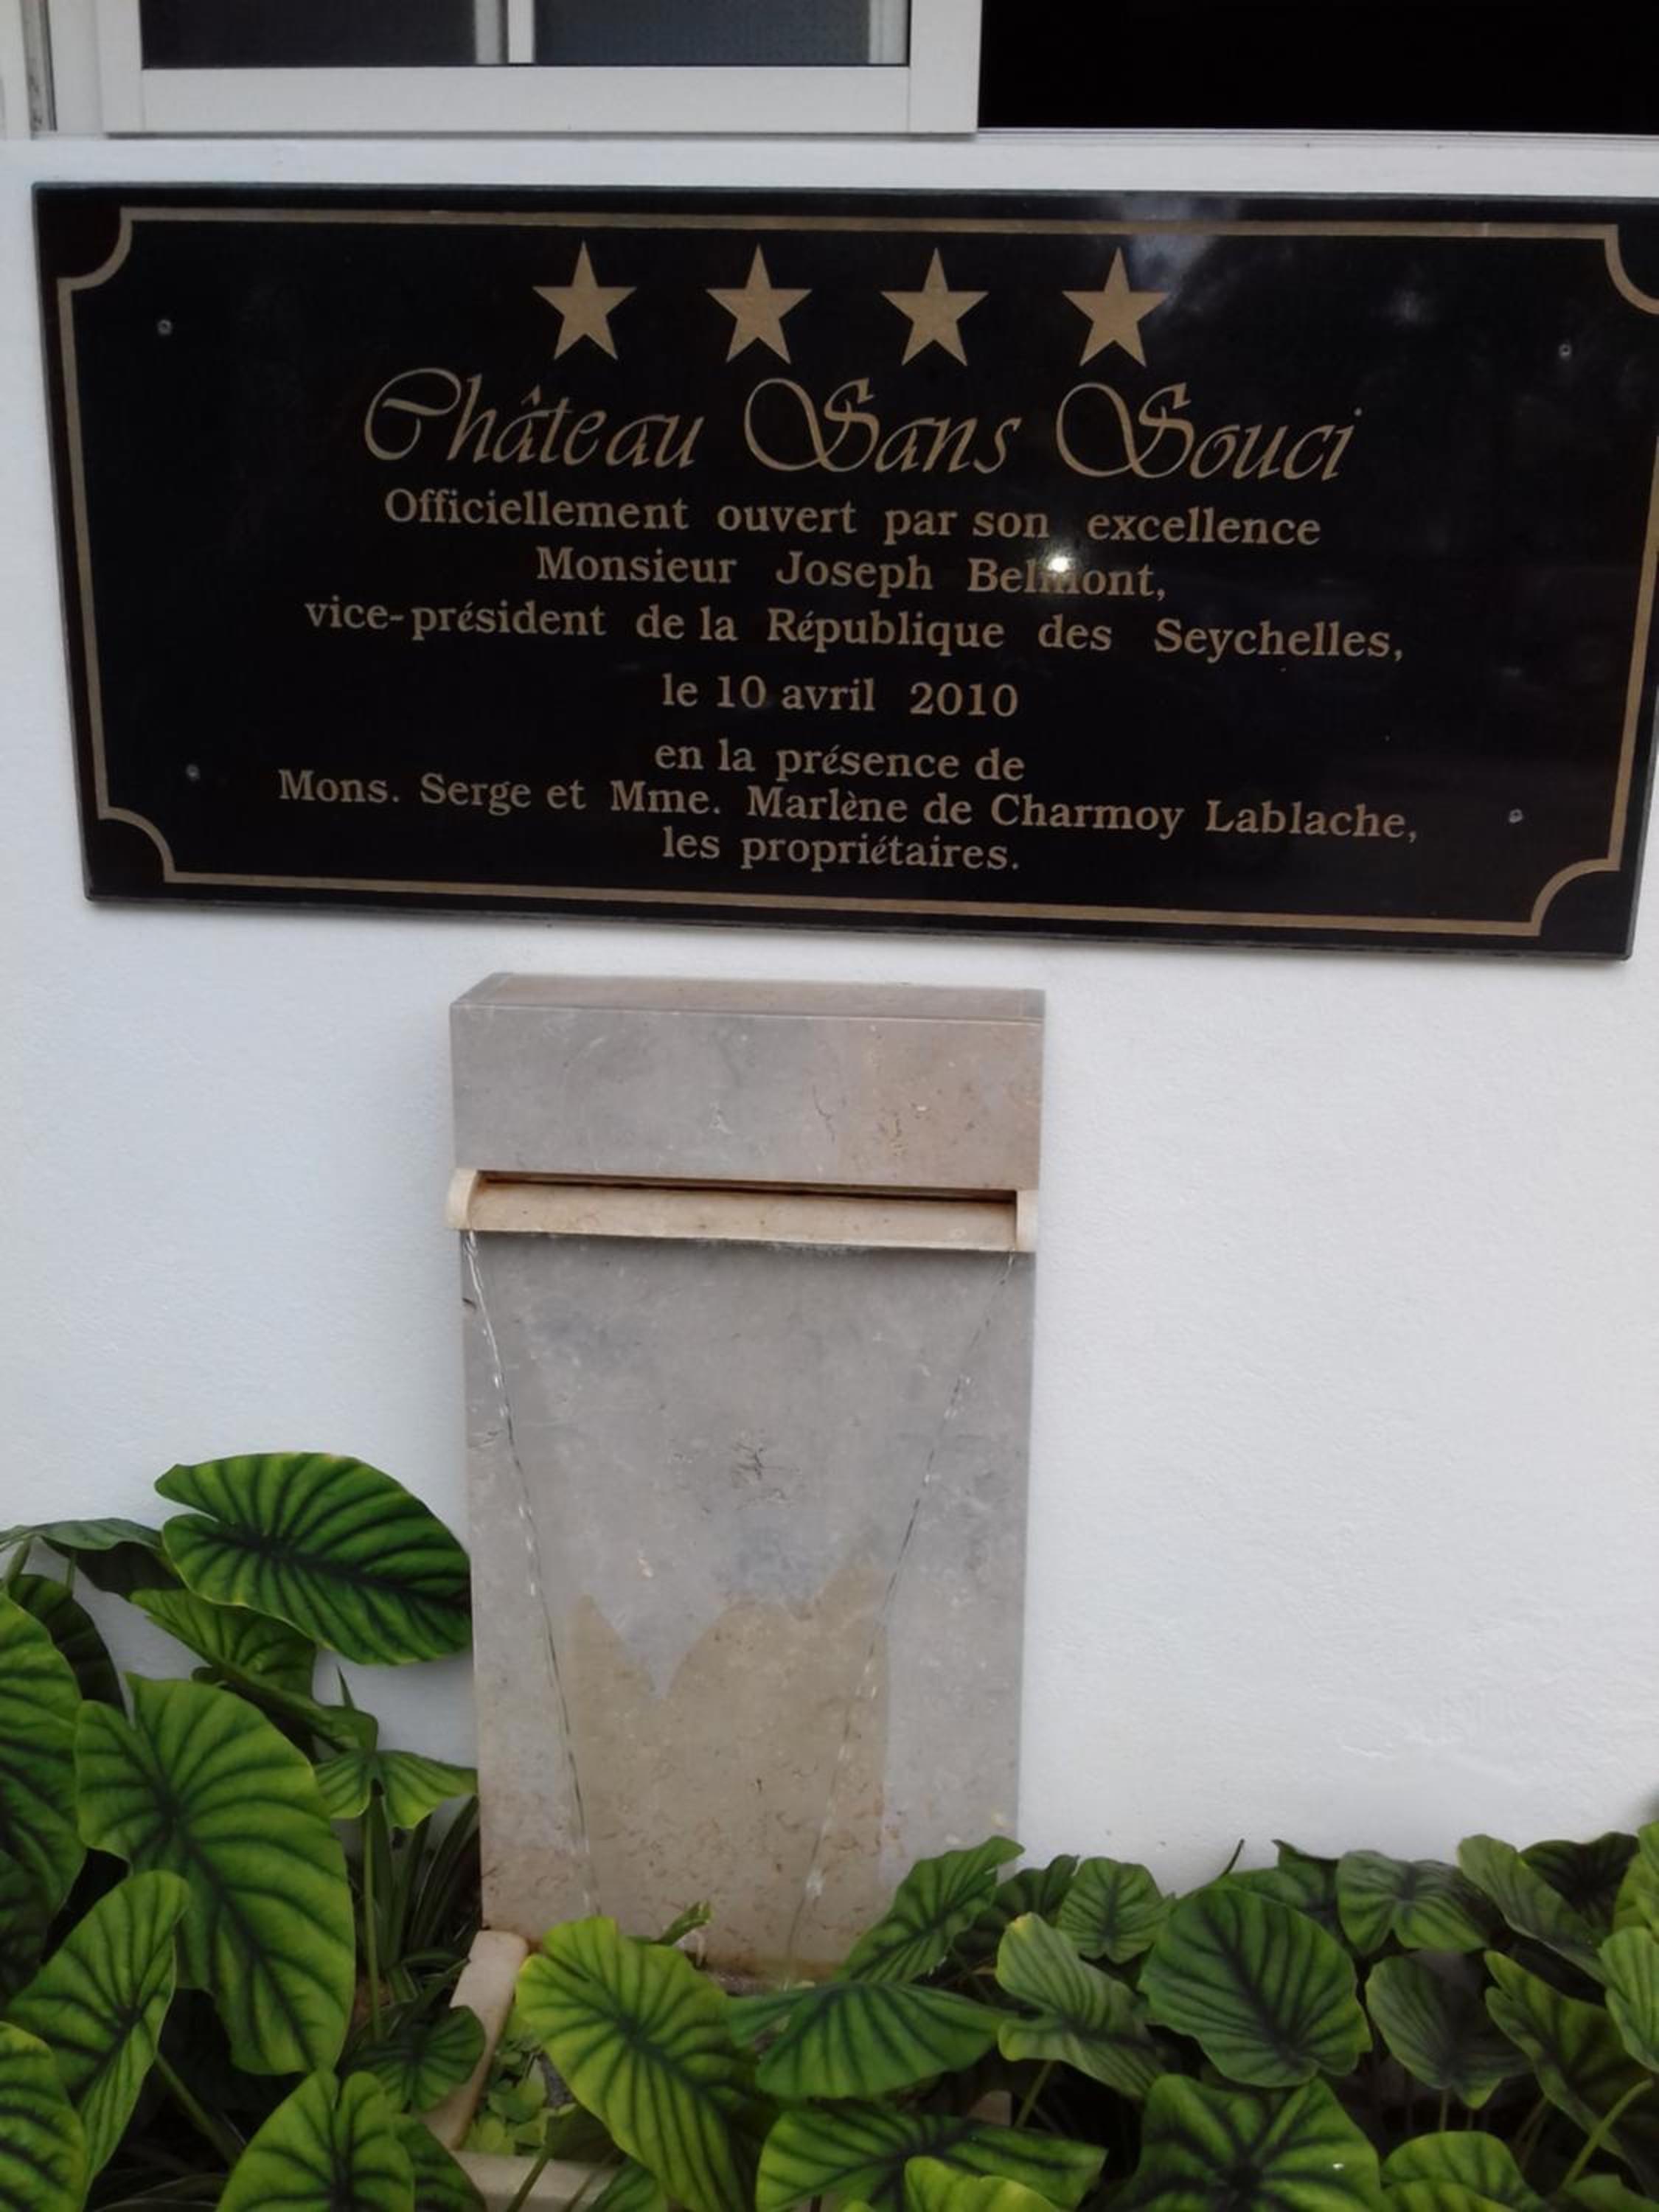 Château Sans Souci
Officiellement ouvert par son excellence
Monsieur Joseph Belmont,
vice-président de la République des Seychelles,
le 10 avril 2010
en la présence de
Mons. Serge et Mme. Marlène de Charmoy Lablache,
les propriétaires.